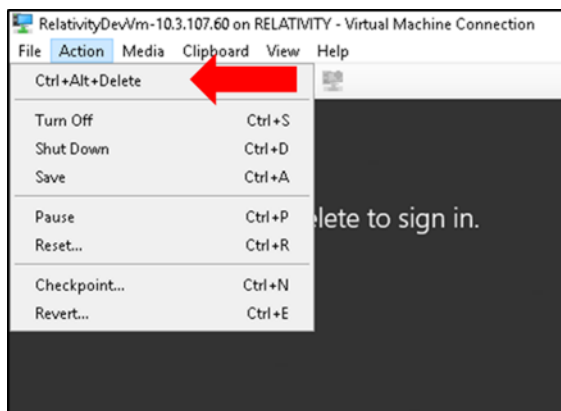 RelativityDevVm-10.3.107.60 on RELATIVITY - Virtual Machine Connection
File Action Media Clipboard View Help
Ctrl+Alt+Delete
Turn Off Ctrl+S
Shut Down Ctrl+D
Save Ctrl+A
Pause Ctrl+P
lete to sign in.
Reset... Ctrl+R
Checkpoint... Ctrl+N
Revert... Ctrl+E